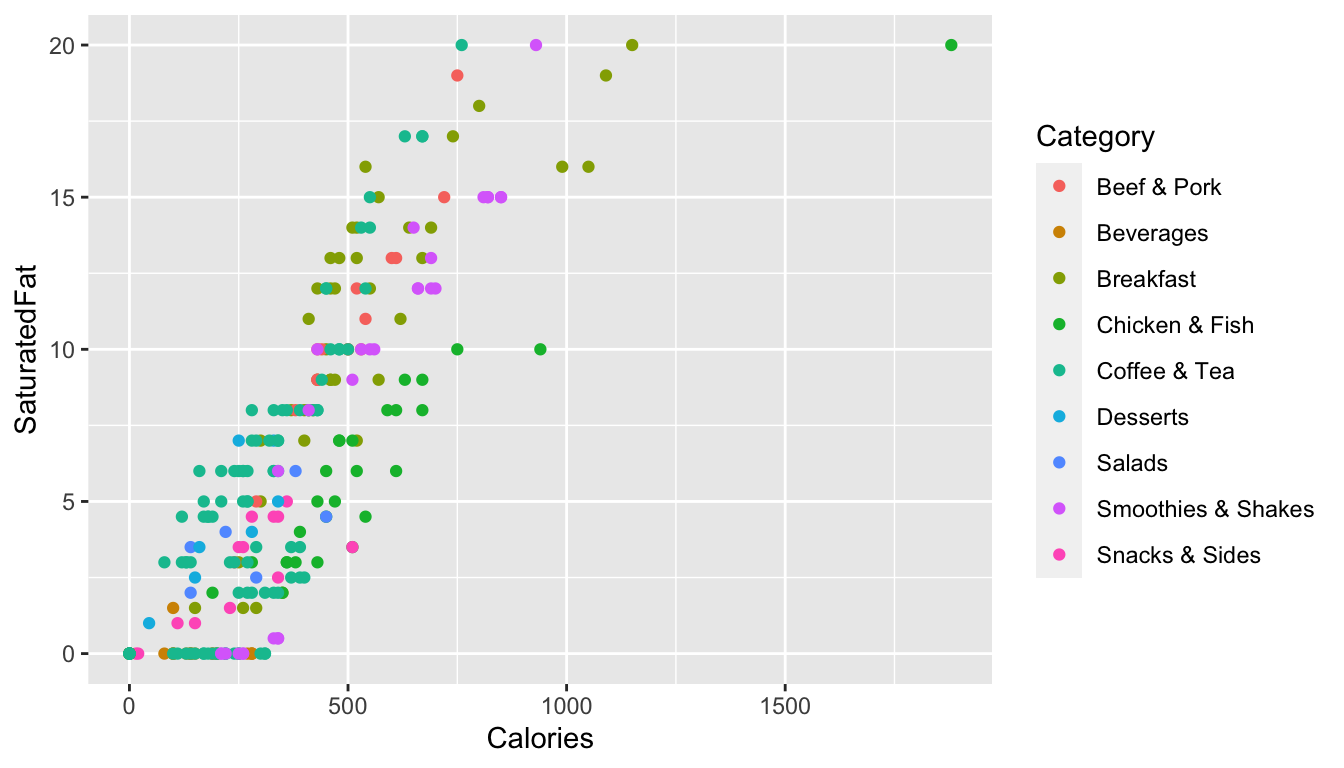 20
15
10
5
0
SaturatedFat
0 500 1000 1500
Calories
Category
Beef & Pork
Beverages
Breakfast
Chicken & Fish
Coffee & Tea
Desserts
Salads
Smoothies & Shakes
Snacks & Sides